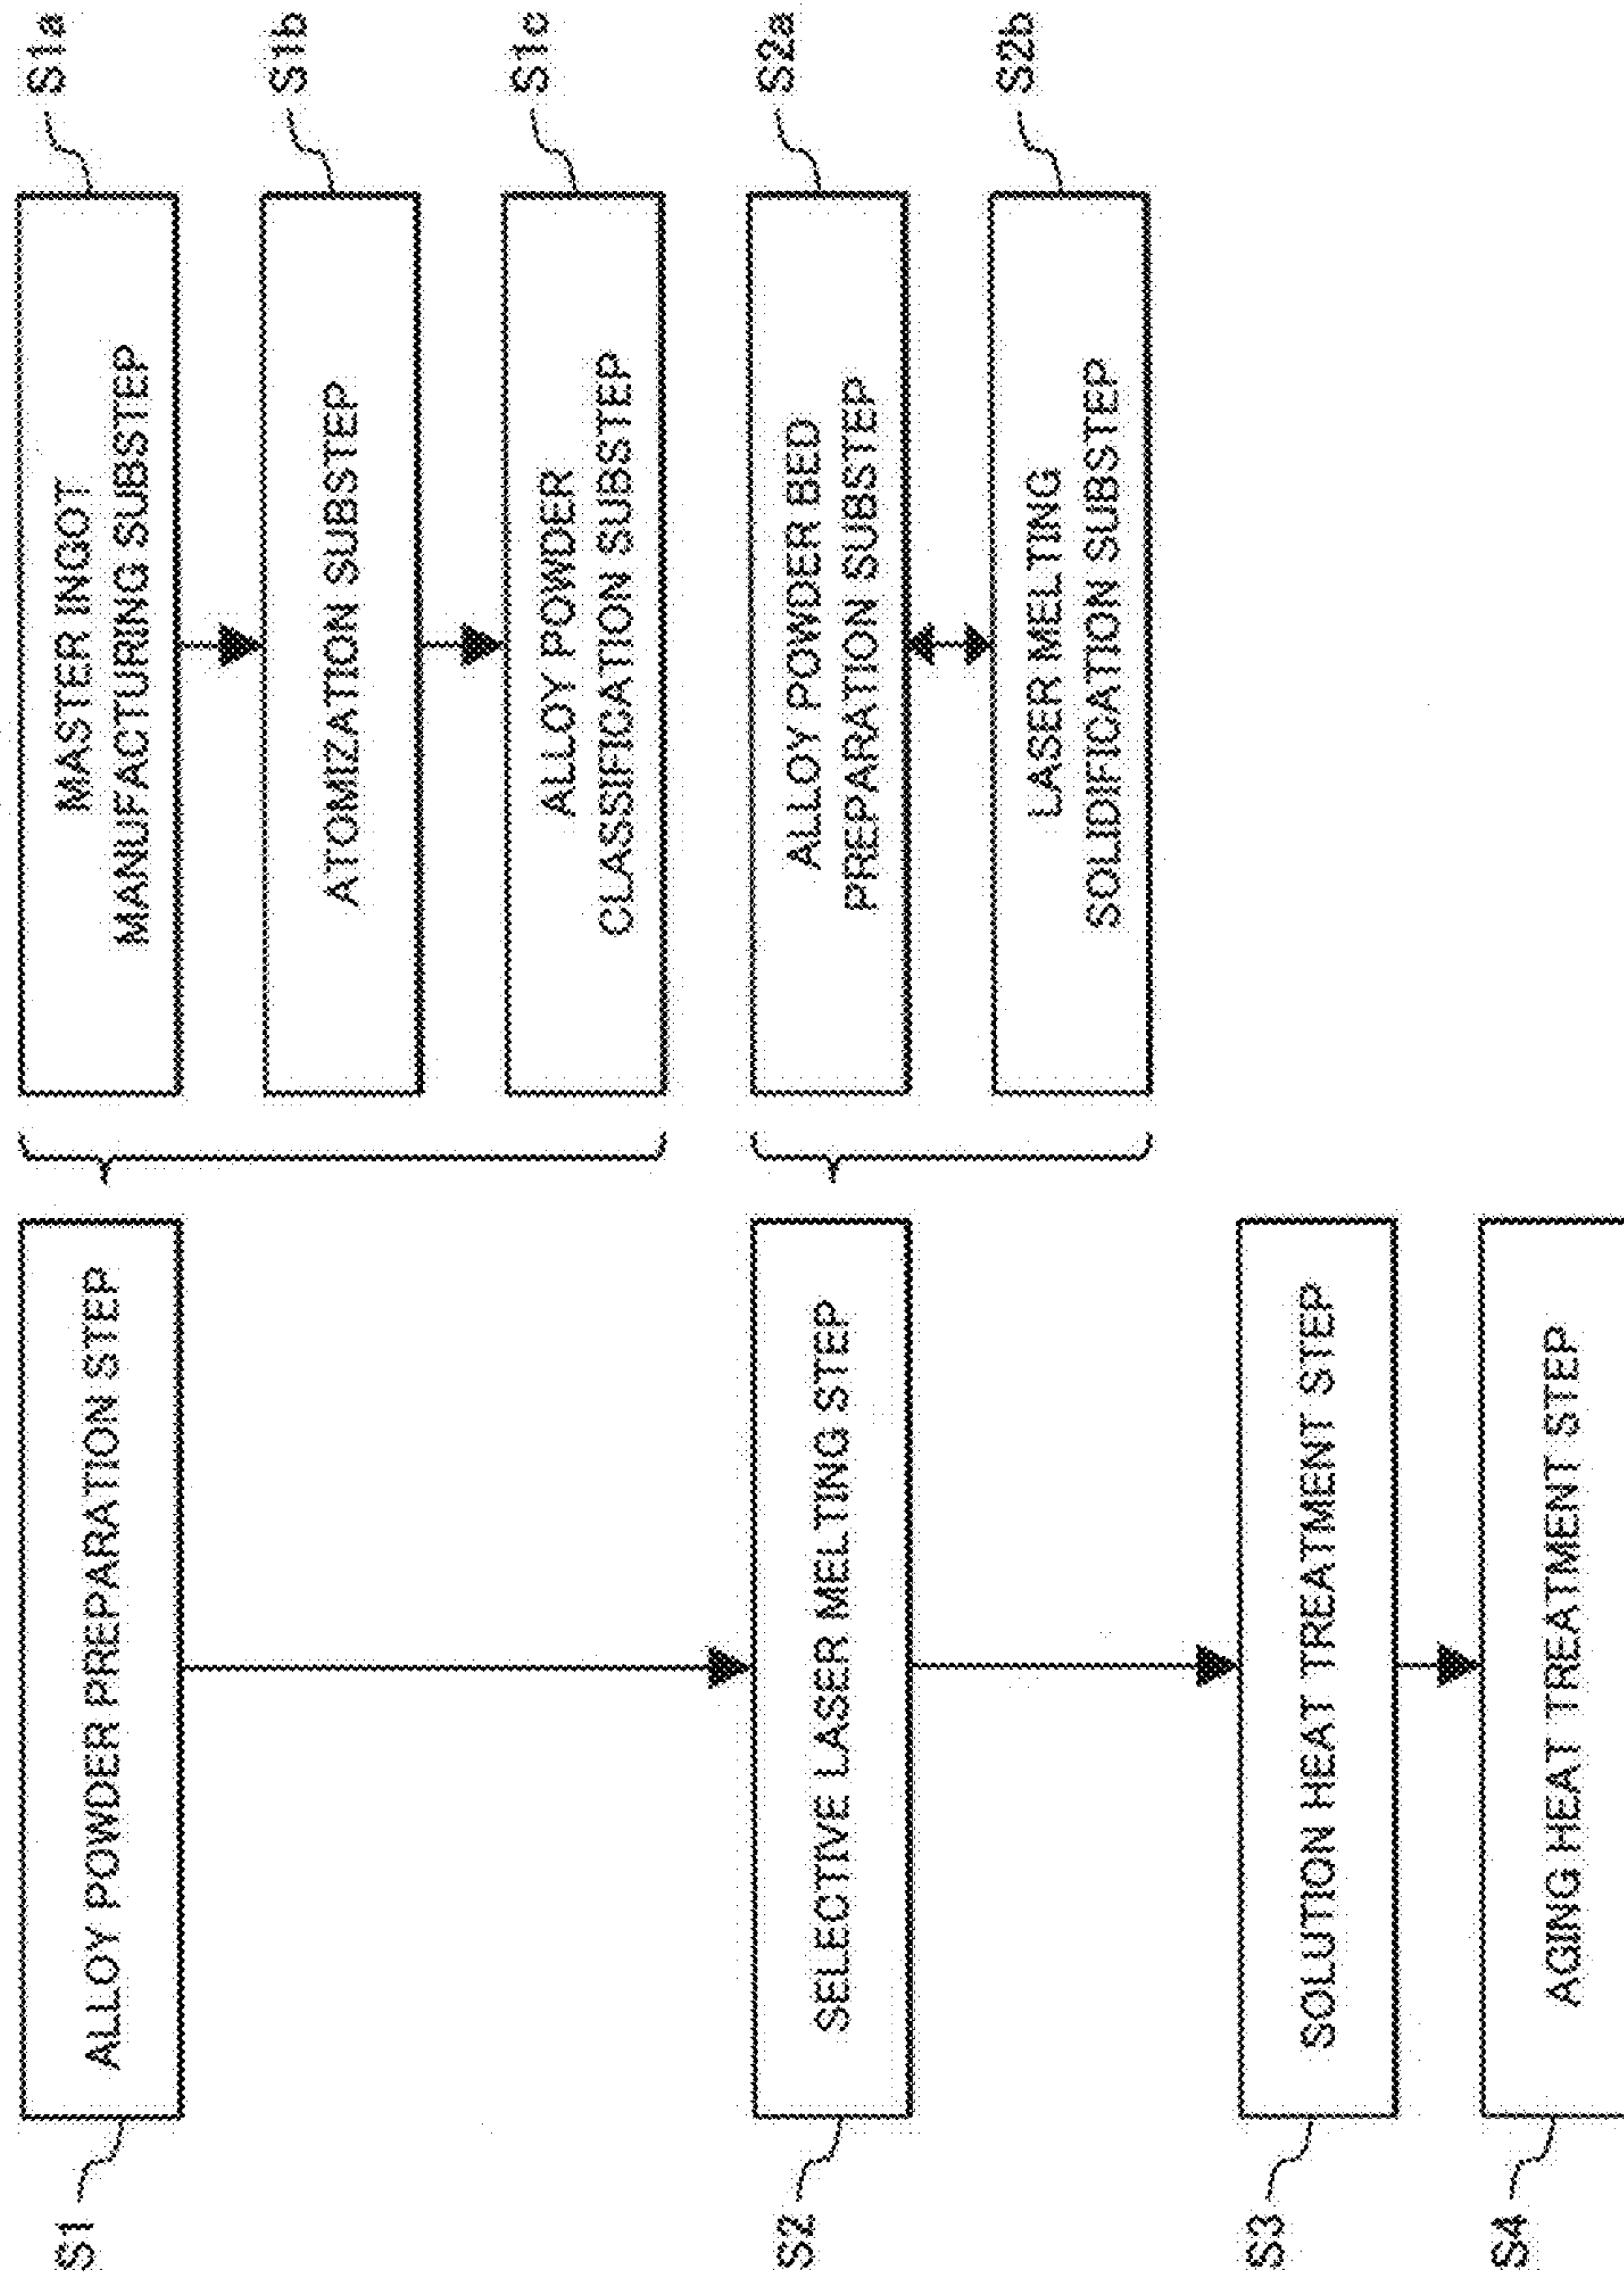 S1
ALLOY POWDER PREPARATION STEP
MASTER INGOT
MANUFACTURING SUBSTEP
S1a
ATOMIZATION SUBSTEP
S1b
ALLOY POWDER
CLASSIFICATION SUBSTEP
S1c
S2
SELECTIVE LASER MELTING STEP
ALLOY POWDER BED
PREPARATION SUBSTEP
S2a
LASER MELTING
SOLIDIFICATION SUBSTEP
S2b
S3
SOLUTION HEAT TREATMENT STEP
S4
AGING HEAT TREATMENT STEP